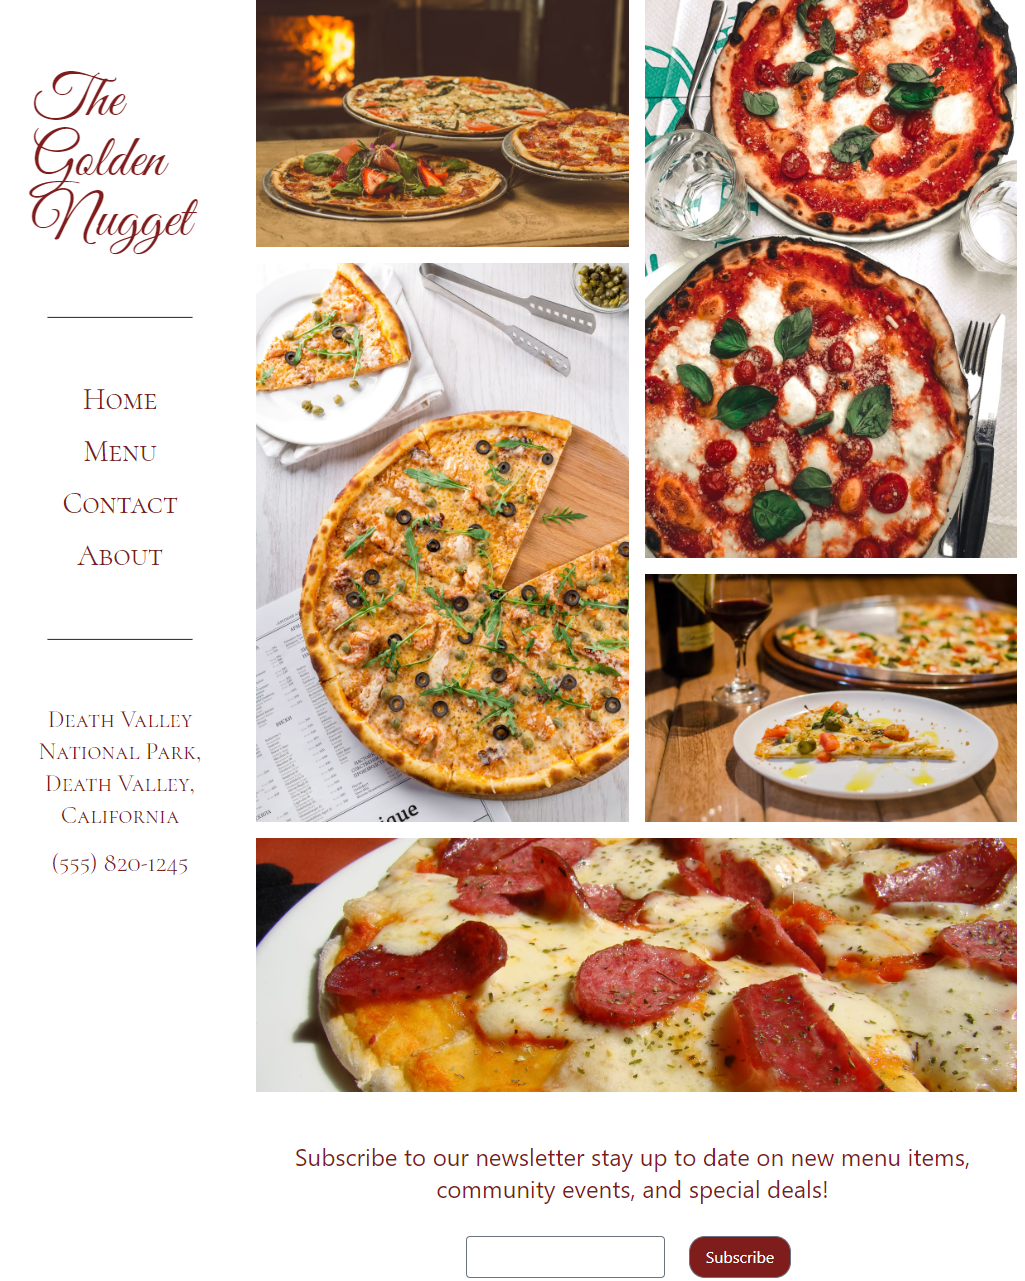 The
Golden
Nugget
Home
Menu
Contact
About
Death Valley
National Park,
Death Valley,
California
(555) 820-1245
Subscribe to our newsletter stay up to date on new menu items,
community events, and special deals!
Subscribe